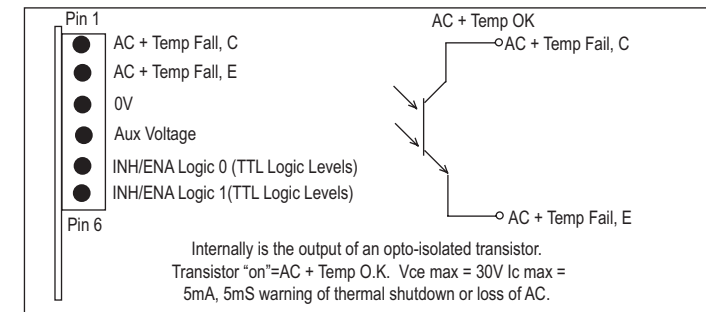 Pin 1
AC + Temp Fall, C
AC + Temp Fall, E
0V
Aux Voltage
INH/ENA Logic 0 (TTL Logic Levels)
INH/ENA Logic 1(TTL Logic Levels)
Pin 6
AC + Temp OK
AC + Temp Fail, C
AC + Temp Fail, E
Internally is the output of an opto-isolated transistor.
Transistor “on”=AC + Temp O.K. Vce max = 30V Ic max =
5mA, 5mS warning of thermal shutdown or loss of AC.